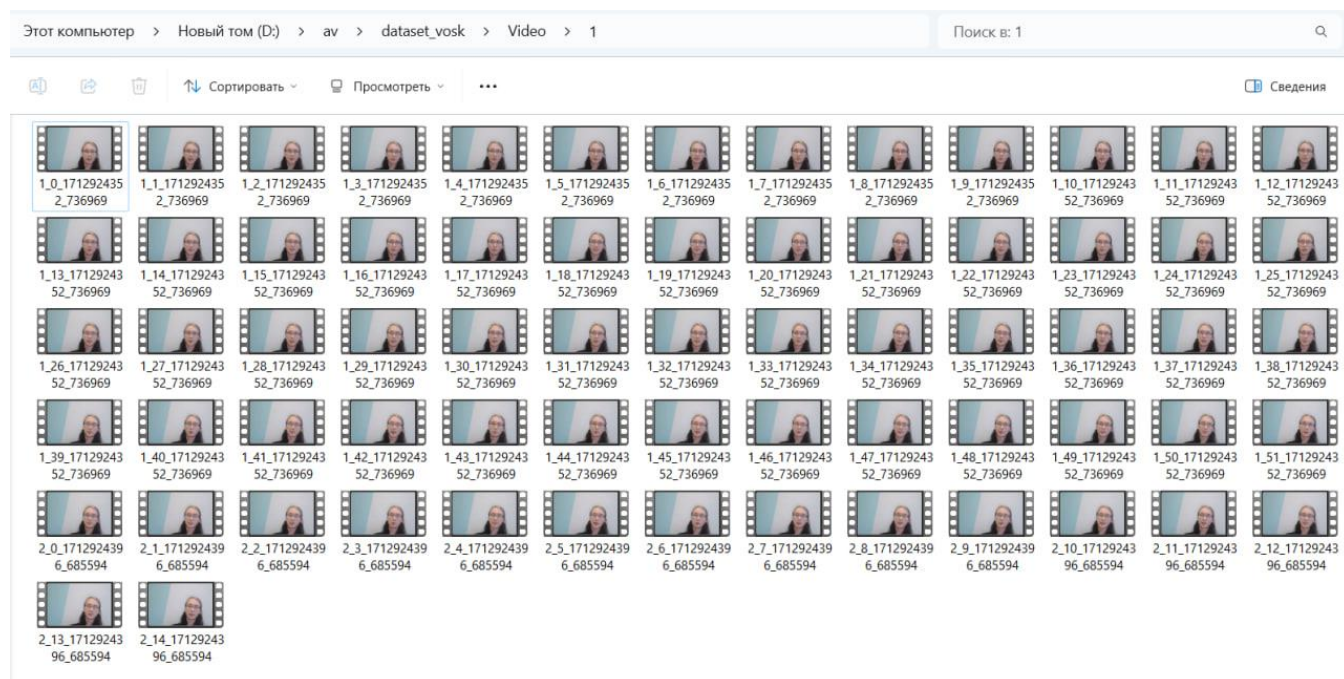 Этот компьютер > Новый том (D:) > av > dataset_vosk > Video > 1 Поиск в: 1
Сортировать Просмотреть ... Сведения
1_0_171292435 1_1_171292435 1_2_171292435 1_3_171292435 1_4_171292435 1_5_171292435 1_6_171292435 1_7_171292435 1_8_171292435 1_9_171292435 1_10_17129243 1_11_17129243 1_12_17129243
2_736969 2_736969 2_736969 2_736969 2_736969 2_736969 2_736969 2_736969 2_736969 2_736969 52_736969 52_736969 52_736969
1_13_17129243 1_14_17129243 1_15_17129243 1_16_17129243 1_17_17129243 1_18_17129243 1_19_17129243 1_20_17129243 1_21_17129243 1_22_17129243 1_23_17129243 1_24_17129243 1_25_17129243
52_736969 52_736969 52_736969 52_736969 52_736969 52_736969 52_736969 52_736969 52_736969 52_736969 52_736969 52_736969 52_736969
1_26_17129243 1_27_17129243 1_28_17129243 1_29_17129243 1_30_17129243 1_31_17129243 1_32_17129243 1_33_17129243 1_34_17129243 1_35_17129243 1_36_17129243 1_37_17129243 1_38_17129243
52_736969 52_736969 52_736969 52_736969 52_736969 52_736969 52_736969 52_736969 52_736969 52_736969 52_736969 52_736969 52_736969
1_39_17129243 1_40_17129243 1_41_17129243 1_42_17129243 1_43_17129243 1_44_17129243 1_45_17129243 1_46_17129243 1_47_17129243 1_48_17129243 1_49_17129243 1_50_17129243 1_51_17129243
52_736969 52_736969 52_736969 52_736969 52_736969 52_736969 52_736969 52_736969 52_736969 52_736969 52_736969 52_736969 52_736969
2_0_171292439 2_1_171292439 2_2_171292439 2_3_171292439 2_4_171292439 2_5_171292439 2_6_171292439 2_7_171292439 2_8_171292439 2_9_171292439 2_10_17129243 2_11_17129243 2_12_17129243
6_685594 6_685594 6_685594 6_685594 6_685594 6_685594 6_685594 6_685594 6_685594 6_685594 96_685594 96_685594 96_685594
2_13_17129243 2_14_17129243
96_685594 96_685594